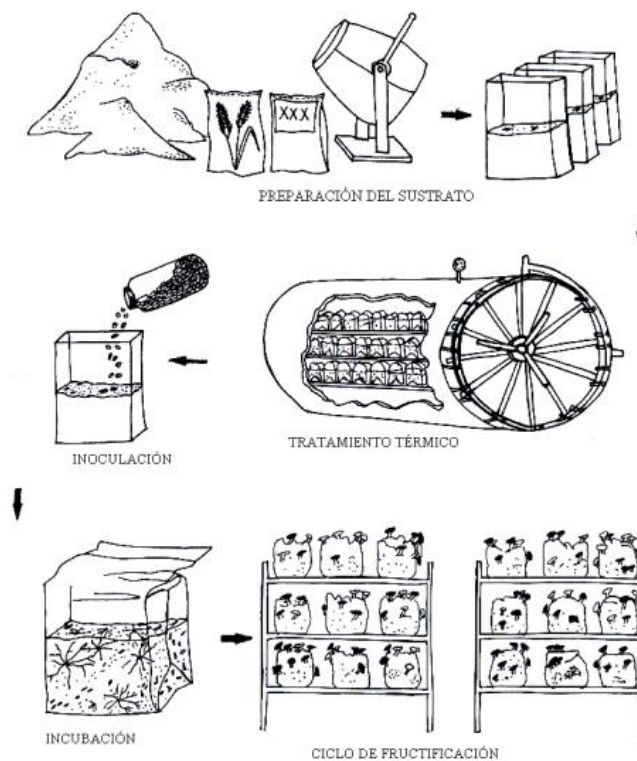 XXX
PREPARACIÓN DEL SUSTRATO
TRATAMIENTO TÉRMICO
INOCULACIÓN
INCUBACIÓN
CICLO DE FRUCTIFICACIÓN